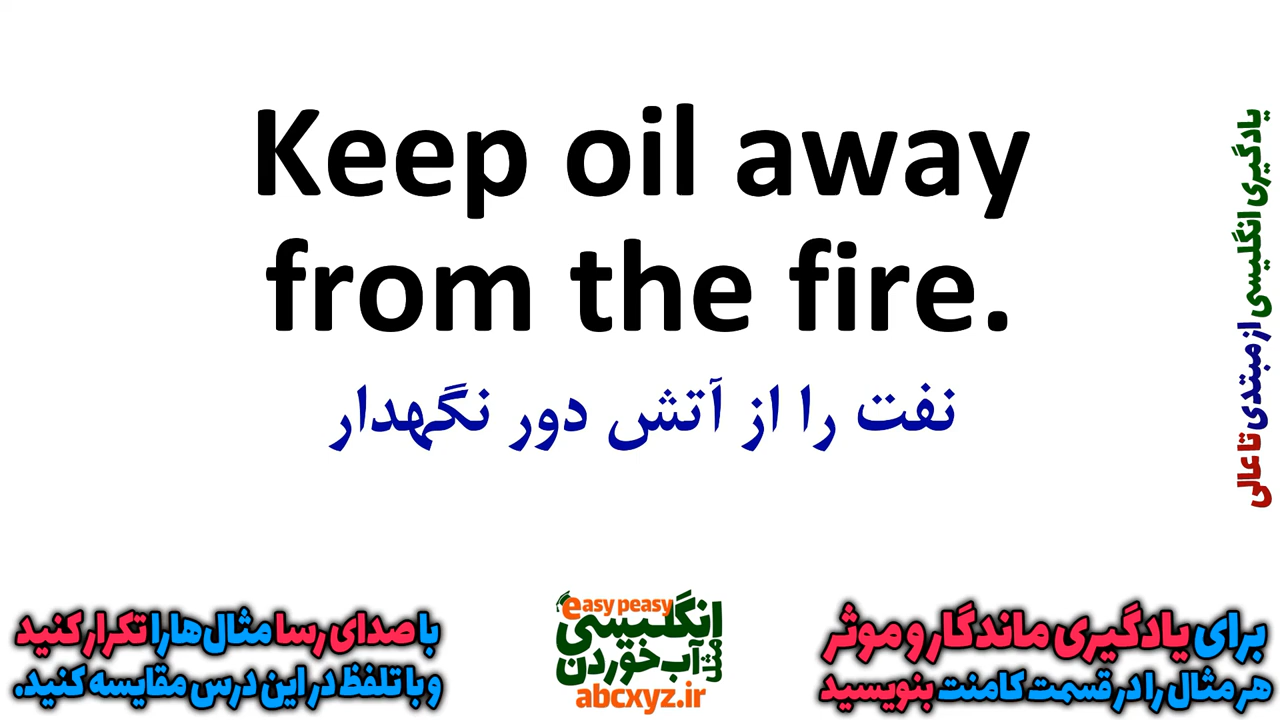 Keep oil away
from the fire.
نفت را از آتش دور نگهدار
یادگیری انگلیسی از مبتدی تا عالی
با صدای رسا مثال‌ها را تکرار کنید
و با تلفظ در این درس مقایسه کنید.
easy peasy
انگلیسی
مثل
آب خوردن
abcxyz.ir
برای یادگیری ماندگار و موثر
هر مثال را در قسمت کامنت بنویسید